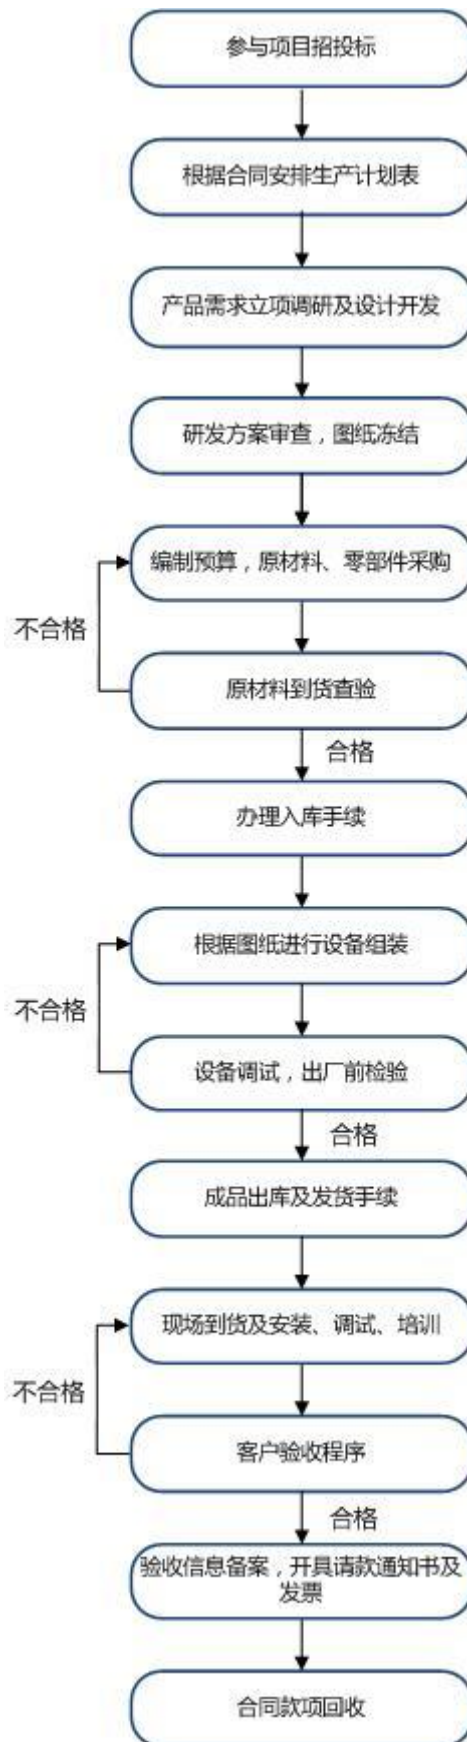 参与项目招投标
根据合同安排生产计划表
产品需求立项调研及设计开发
研发方案审查，图纸冻结
编制预算，原材料、零部件采购
不合格
原材料到货查验
合格
办理入库手续
根据图纸进行设备组装
不合格
设备调试，出厂前检验
合格
成品出库及发货手续
现场到货及安装、调试、培训
不合格
客户验收程序
合格
验收信息备案，开具请款通知书及
发票
合同款项回收